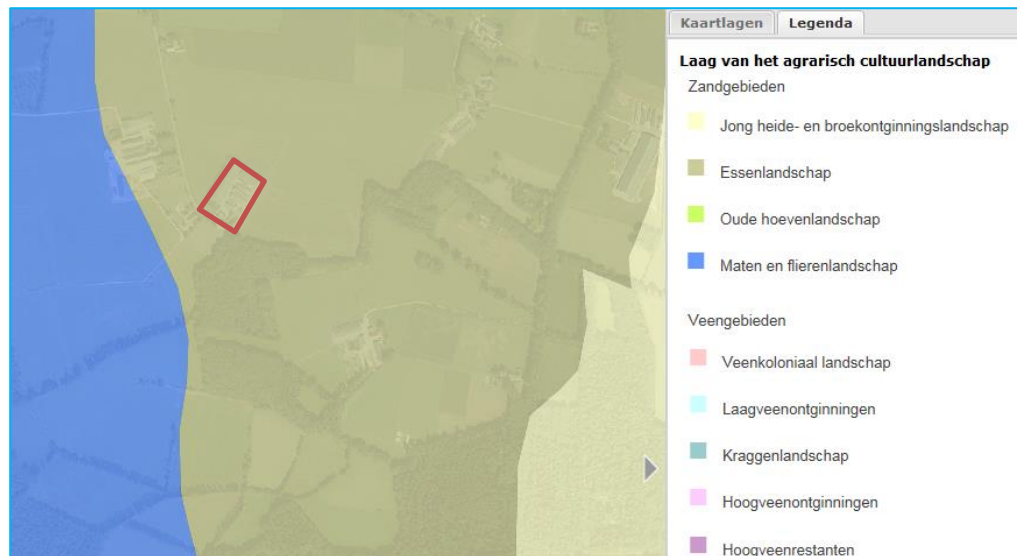 Kaartlagen Legenda
Laag van het agrarisch cultuurlandschap
Zandgebieden
Jong heide- en broekontginningslandschap
Essenlandschap
Oude hoevenlandschap
Maten en flierenlandschap
Veengebieden
Veenkoloniaal landschap
Laagveenontginningen
Kraggenlandschap
Hoogveenontginningen
Hoogveenrestanten